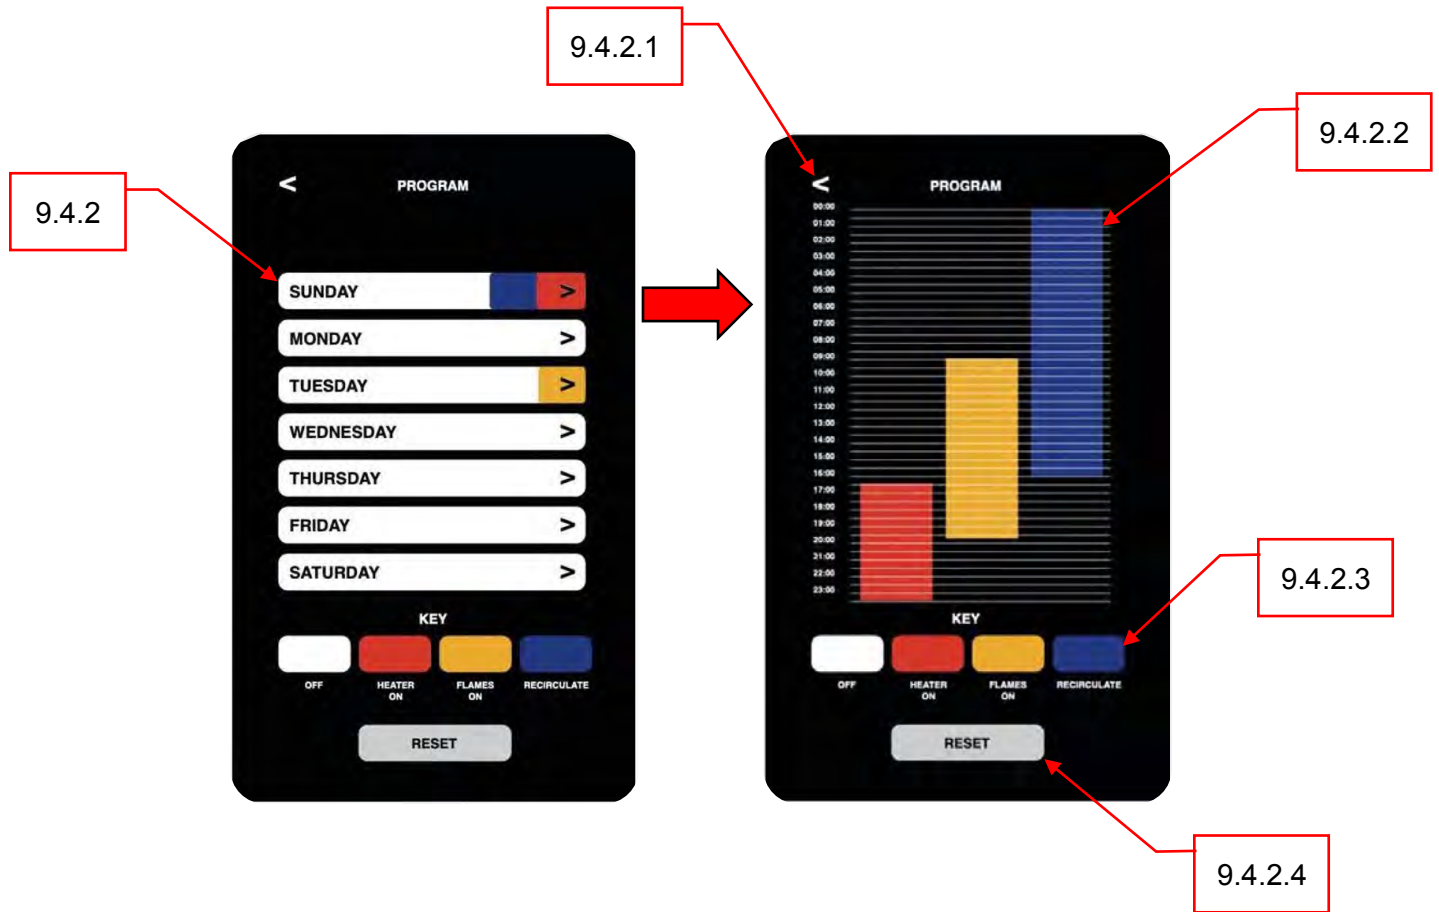 9.4.2.1
9.4.2.2
9.4.2
<
PROGRAM
SUNDAY >
MONDAY >
TUESDAY >
WEDNESDAY >
THURSDAY >
FRIDAY >
SATURDAY >
KEY
OFF
HEATER
ON
FLAMES
ON
RECIRCULATE
RESET
<
PROGRAM
00:00
01:00
02:00
03:00
04:00
05:00
06:00
07:00
08:00
09:00
10:00
11:00
12:00
13:00
14:00
15:00
16:00
17:00
18:00
19:00
20:00
21:00
22:00
23:00
KEY
OFF
HEATER
ON
FLAMES
ON
RECIRCULATE
RESET
9.4.2.3
9.4.2.4